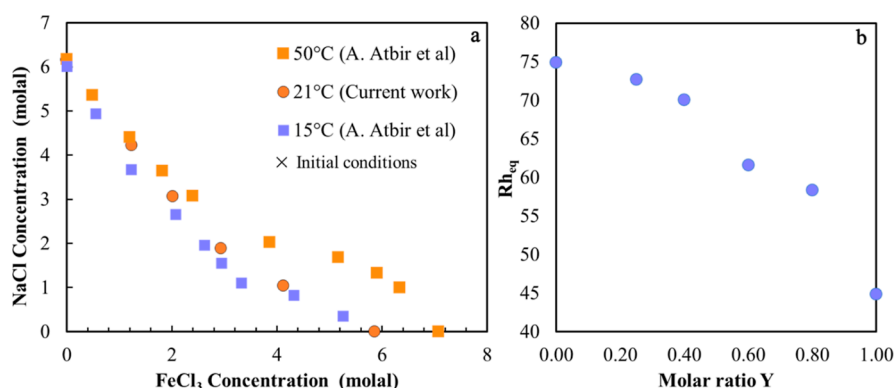 a
7
6
5
4
3
2
1
0
NaCl Concentration (molal)
50°C (A. Atbir et al)
21°C (Current work)
15°C (A. Atbir et al)
Initial conditions
0 2 4 6 8
FeCl₃ Concentration (molal)
b
80
75
70
65
60
55
50
45
40
Rh_eq
0.00 0.20 0.40 0.60 0.80 1.00
Molar ratio Y